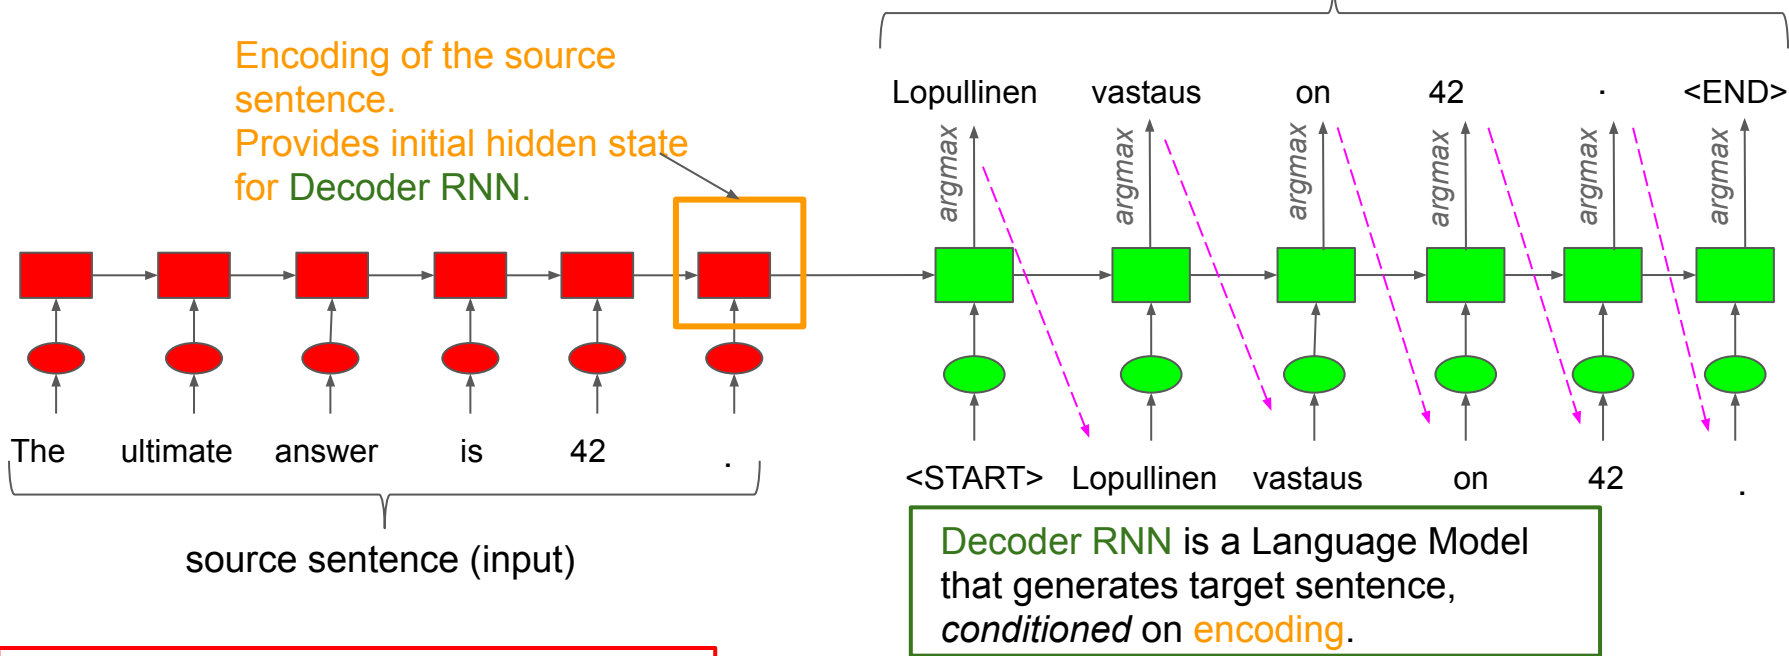 Encoding of the source
sentence.
Provides initial hidden state
for Decoder RNN.
Lopullinen vastaus on 42 . <END>
argmax argmax argmax argmax argmax argmax
The ultimate answer is 42 .
source sentence (input)
<START> Lopullinen vastaus on 42 .
Decoder RNN is a Language Model
that generates target sentence,
conditioned on encoding.